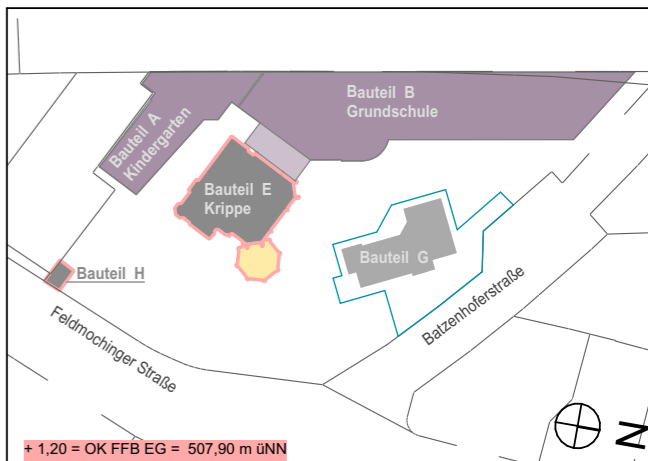 Bauteil B
Grundschule
Bauteil A
Kindergarten
Bauteil E
Krippe
Bauteil G
Bauteil H
Feldmochinger Straße
Batzenhoferstraße
N
+ 1,20 = OK FFB EG = 507,90 m üNN